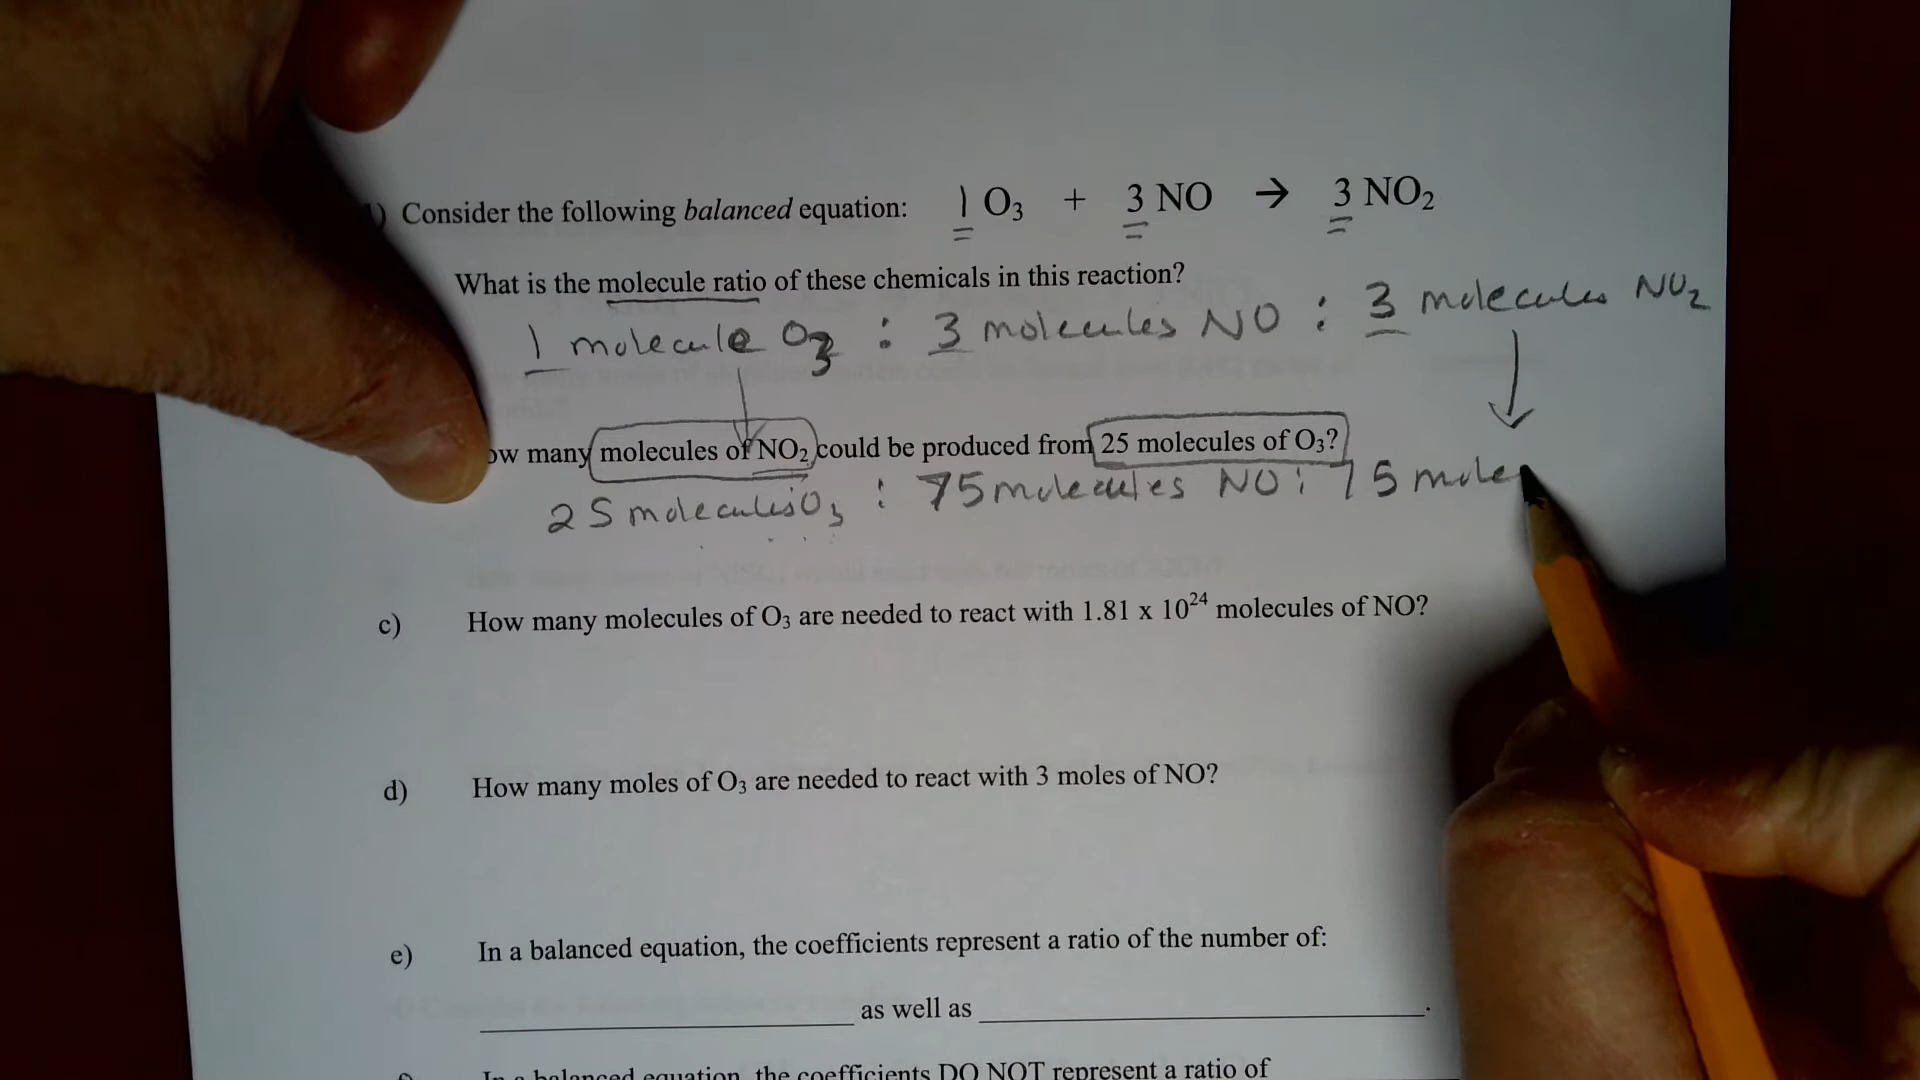 ) Consider the following balanced equation: 1 O₃ + 3 NO → 3 NO₂
What is the molecule ratio of these chemicals in this reaction?
1 molecule O₃ : 3 molecules NO : 3 molecules NO₂
ow many molecules of NO₂ could be produced from 25 molecules of O₃?
25 molecules O₃ : 75 molecules NO : 75 mole
c) How many molecules of O₃ are needed to react with 1.81 x 10²⁴ molecules of NO?
d) How many moles of O₃ are needed to react with 3 moles of NO?
e) In a balanced equation, the coefficients represent a ratio of the number of:
as well as .
In a balanced equation, the coefficients DO NOT represent a ratio of